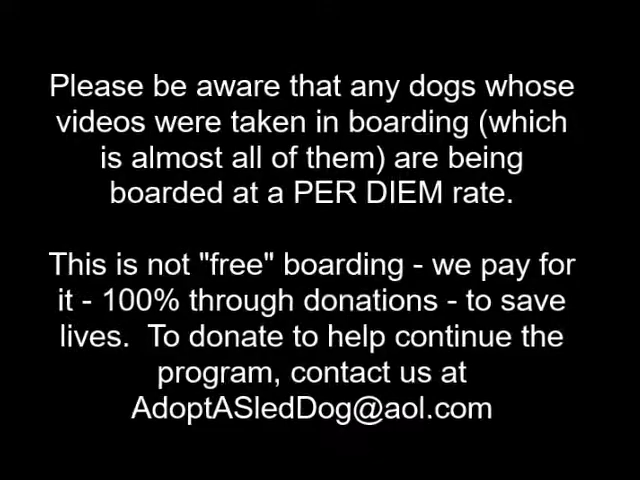 Please be aware that any dogs whose
videos were taken in boarding (which
is almost all of them) are being
boarded at a PER DIEM rate.
This is not "free" boarding - we pay for
it - 100% through donations - to save
lives.  To donate to help continue the
program, contact us at
AdoptASledDog@aol.com